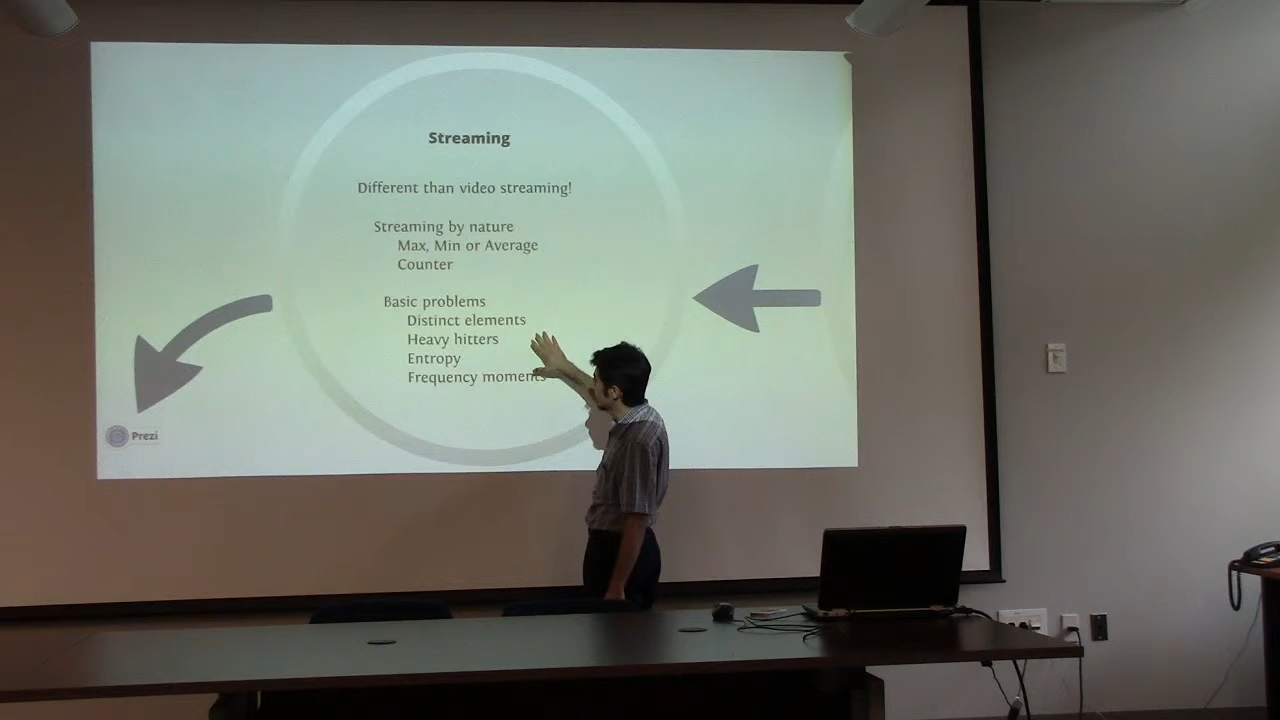 Streaming
Different than video streaming!
Streaming by nature
Max, Min or Average
Counter
Basic problems
Distinct elements
Heavy hitters
Entropy
Frequency moments
Prezi